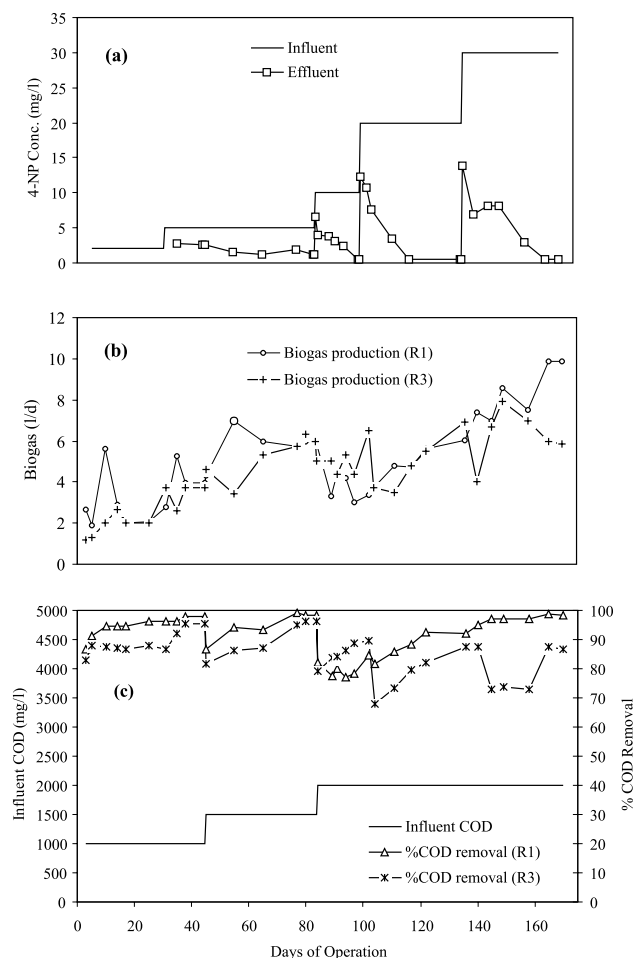 35
30
25
20
15
10
5
0
4-NP Conc. (mg/l)
(a)
Influent
Effluent
12
10
8
6
4
2
0
Biogas (l/d)
(b)
Biogas production (R1)
Biogas production (R3)
5000
4500
4000
3500
3000
2500
2000
1500
1000
500
0
Influent COD (mg/l)
(c)
100
90
80
70
60
50
40
30
20
10
0
% COD Removal
Influent COD
%COD removal (R1)
%COD removal (R3)
0 20 40 60 80 100 120 140 160
Days of Operation